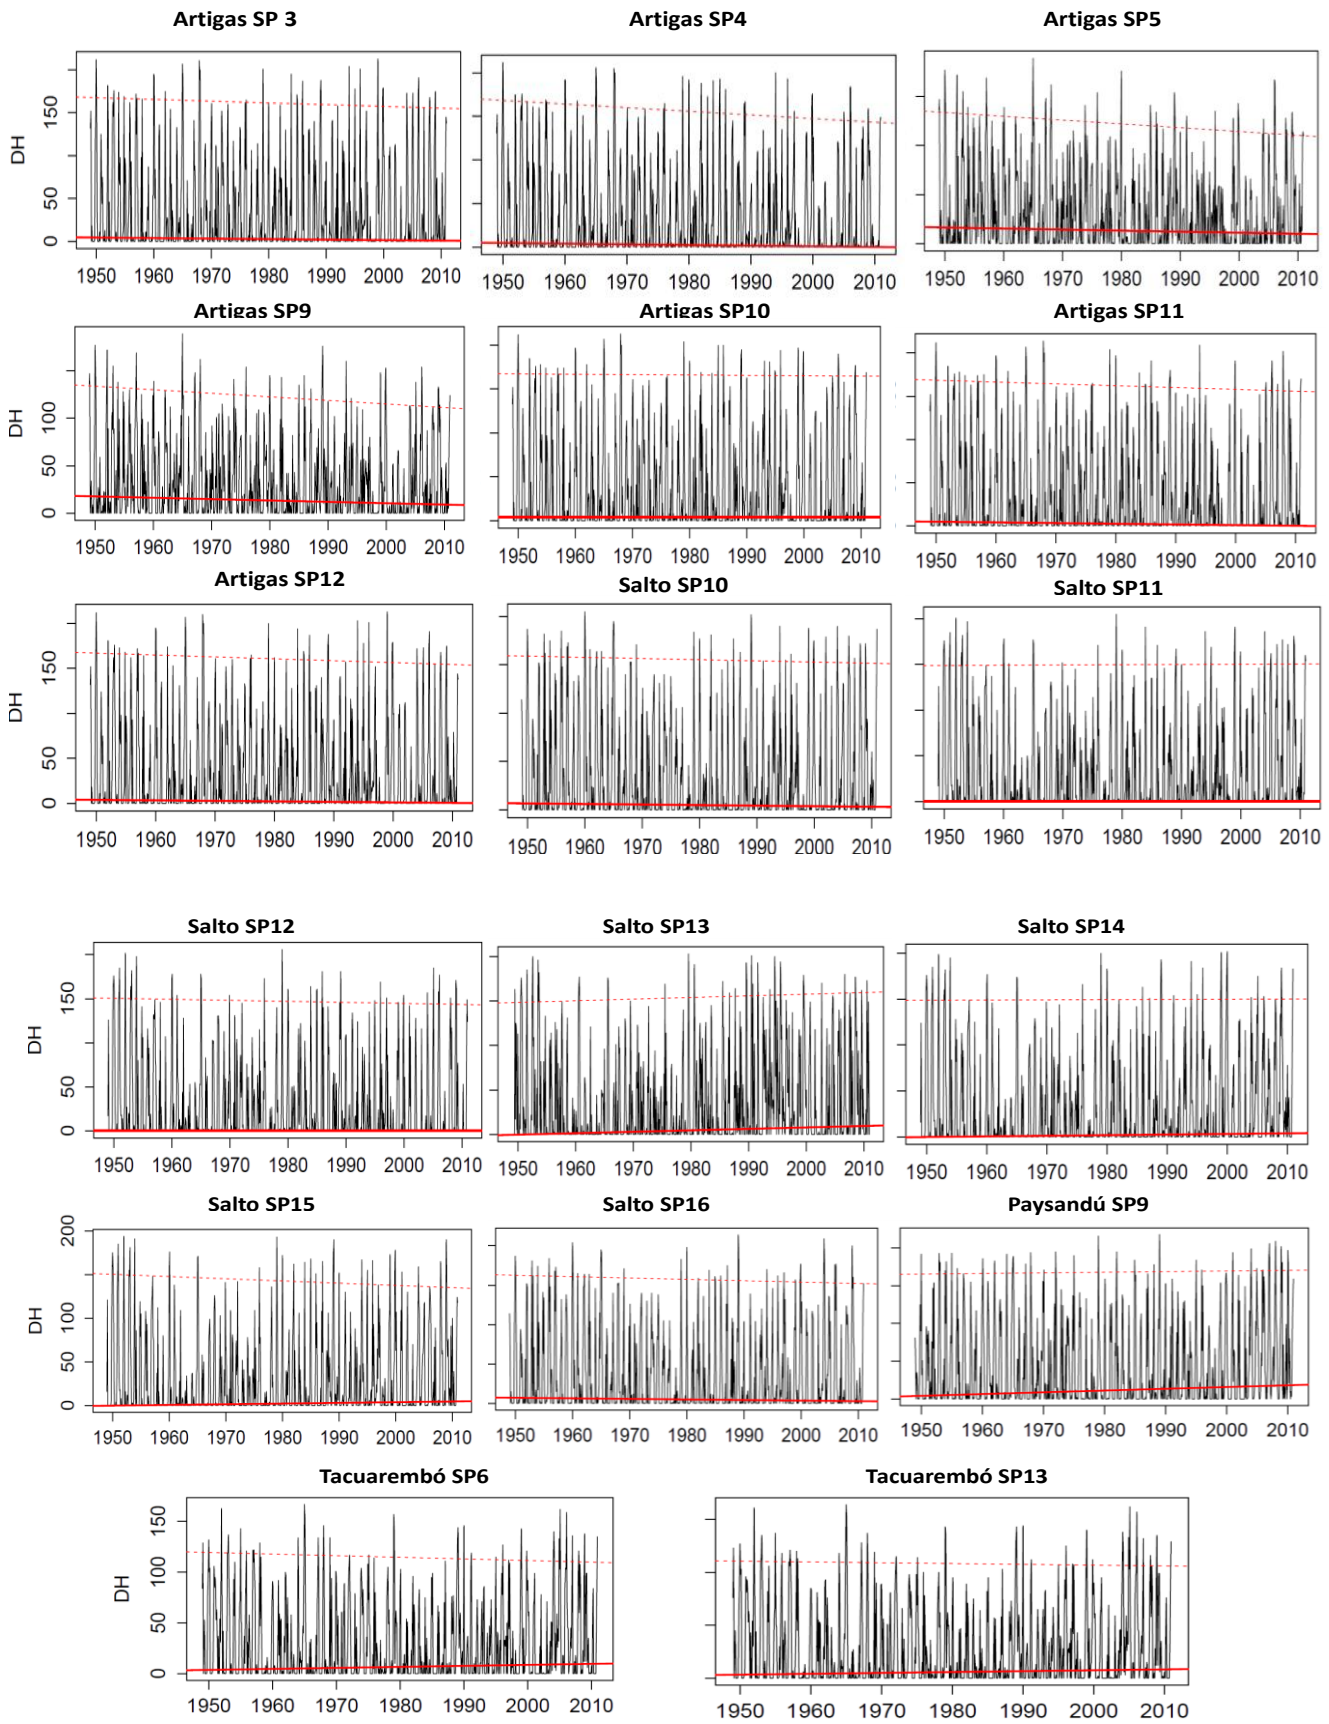 Artigas SP 3 Artigas SP4 Artigas SP5
DH
150
50
0
1950 1960 1970 1980 1990 2000 2010
1950 1960 1970 1980 1990 2000 2010
1950 1960 1970 1980 1990 2000 2010
Artigas SP9 Artigas SP10 Artigas SP11
DH
100
50
0
1950 1960 1970 1980 1990 2000 2010
1950 1960 1970 1980 1990 2000 2010
1950 1960 1970 1980 1990 2000 2010
Artigas SP12 Salto SP10 Salto SP11
DH
150
50
0
1950 1960 1970 1980 1990 2000 2010
1950 1960 1970 1980 1990 2000 2010
1950 1960 1970 1980 1990 2000 2010
Salto SP12 Salto SP13 Salto SP14
DH
150
50
0
1950 1960 1970 1980 1990 2000 2010
1950 1960 1970 1980 1990 2000 2010
1950 1960 1970 1980 1990 2000 2010
Salto SP15 Salto SP16 Paysandú SP9
DH
200
100
50
0
1950 1960 1970 1980 1990 2000 2010
1950 1960 1970 1980 1990 2000 2010
1950 1960 1970 1980 1990 2000 2010
Tacuarembó SP6 Tacuarembó SP13
DH
150
100
50
0
1950 1960 1970 1980 1990 2000 2010
1950 1960 1970 1980 1990 2000 2010